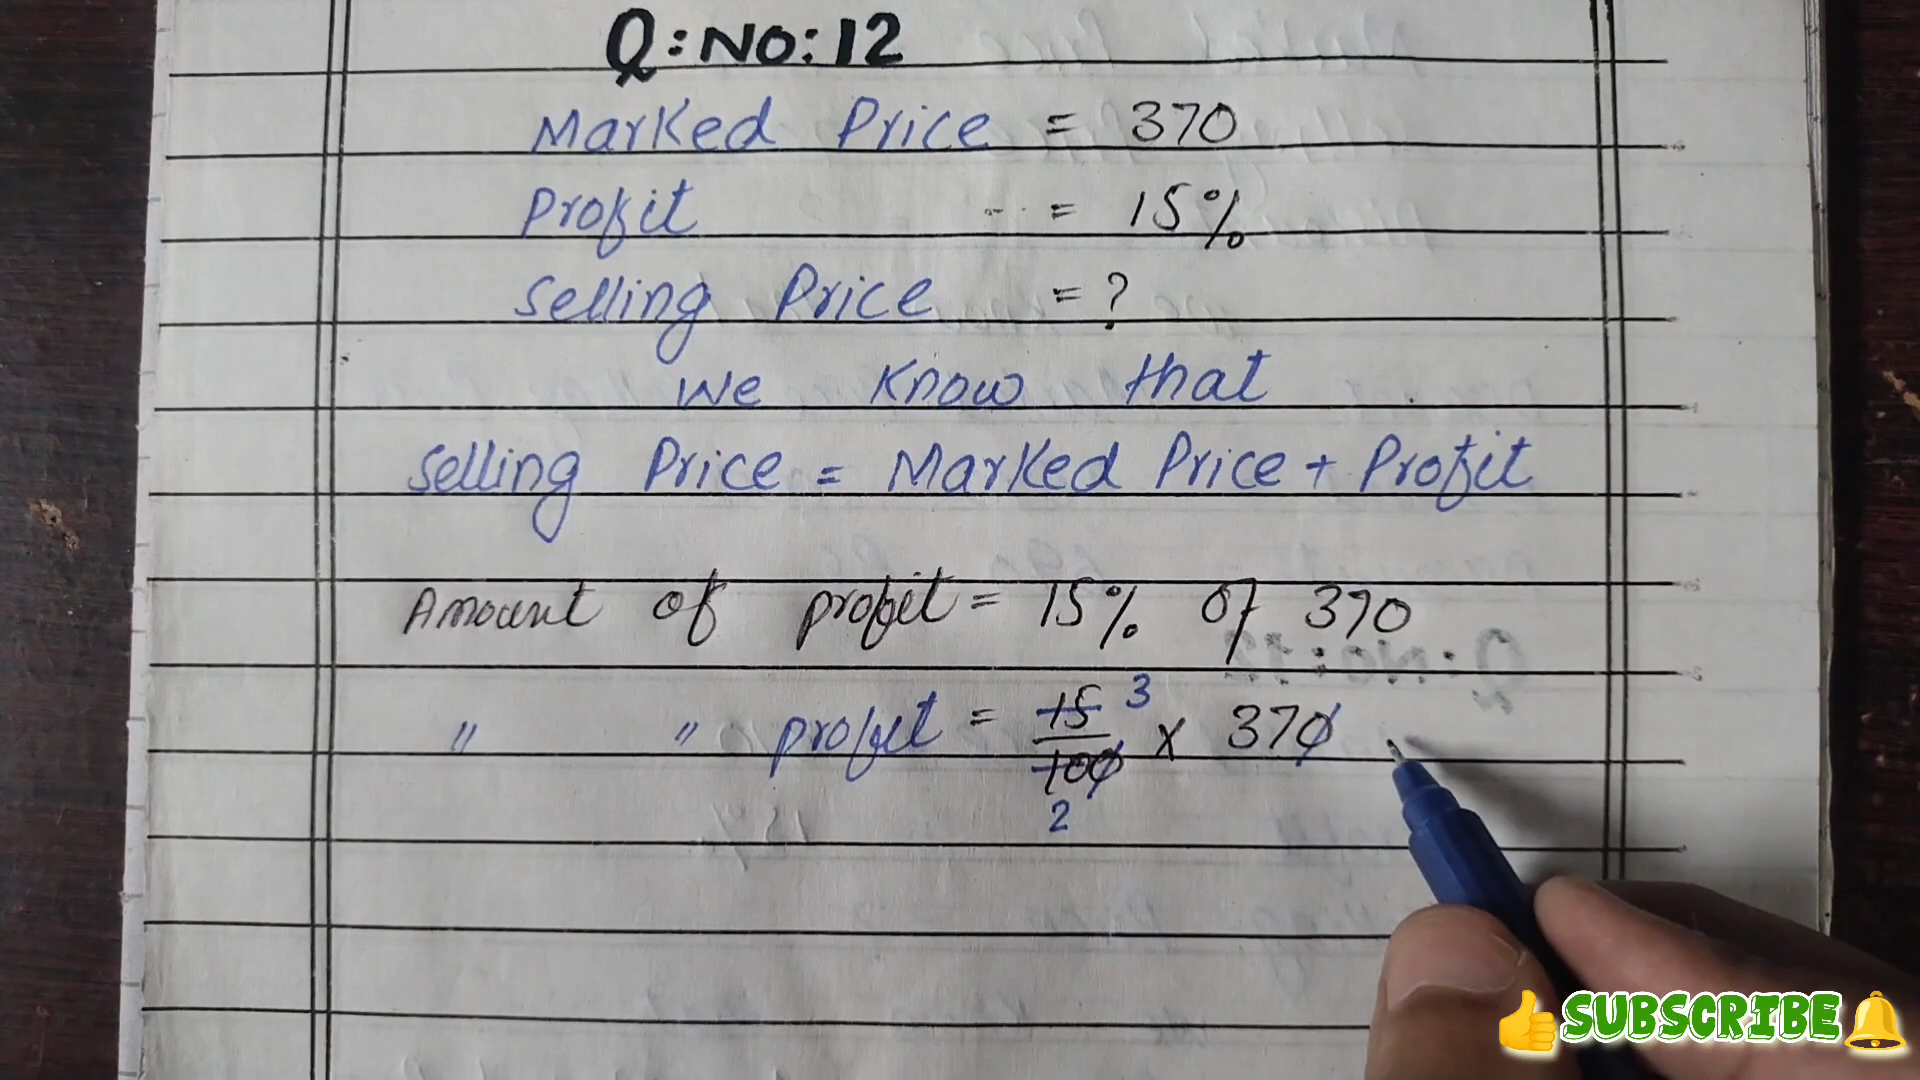 Q:NO:12
Marked Price = 370
Profit = 15%
Selling Price = ?
We Know that
Selling Price = Marked Price + Profit
Amount of profit = 15% of 370
" " profit = 15/100 × 370
3
2
SUBSCRIBE